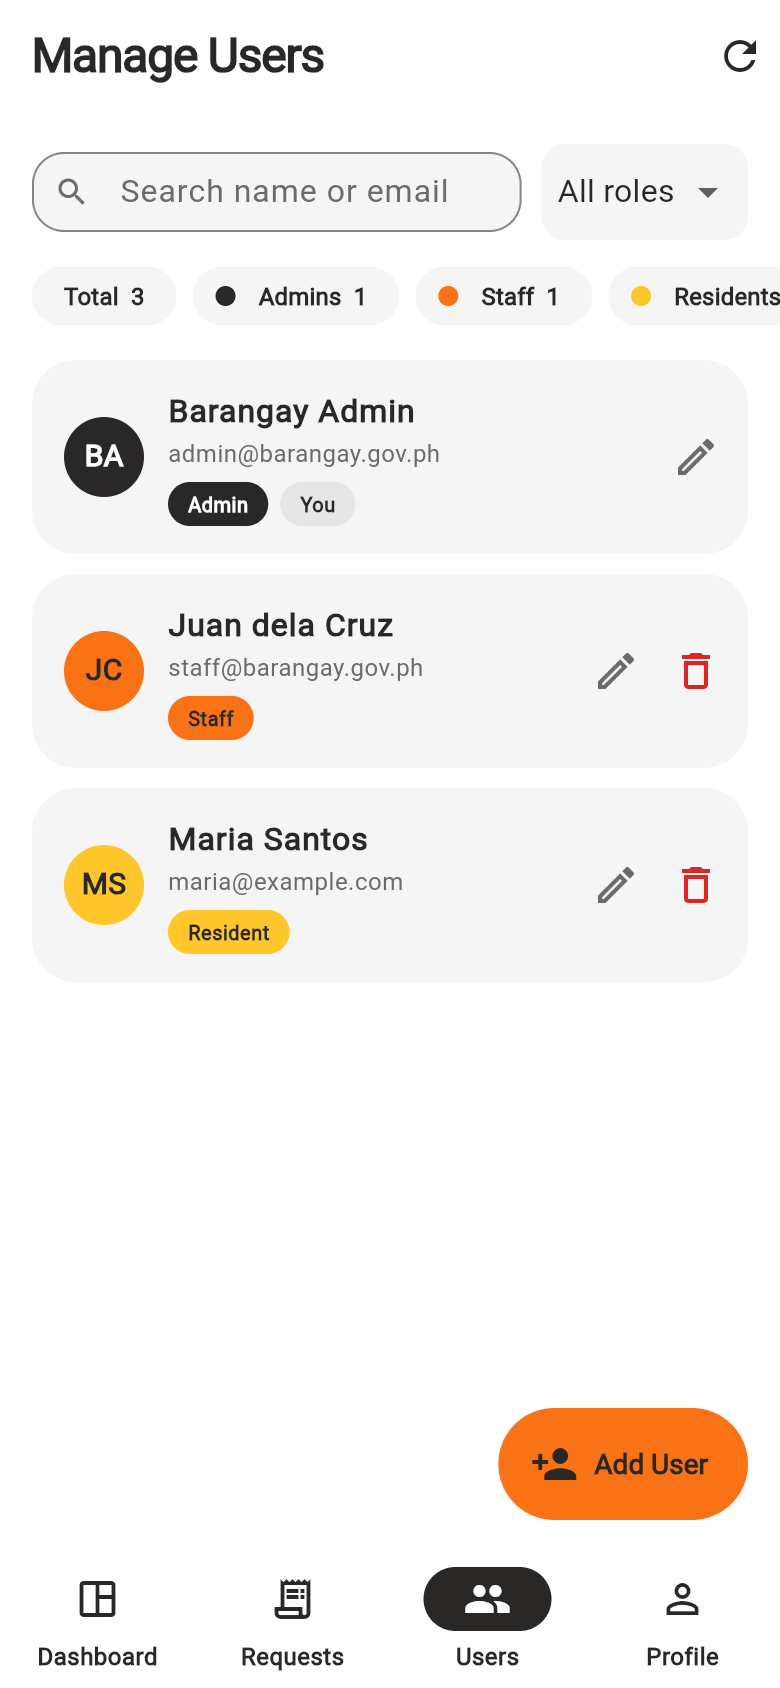 Manage Users
Search name or email
All roles
Total 3
Admins 1
Staff 1
Residents
BA
Barangay Admin
admin@barangay.gov.ph
Admin
You
JC
Juan dela Cruz
staff@barangay.gov.ph
Staff
MS
Maria Santos
maria@example.com
Resident
Add User
Dashboard
Requests
Users
Profile